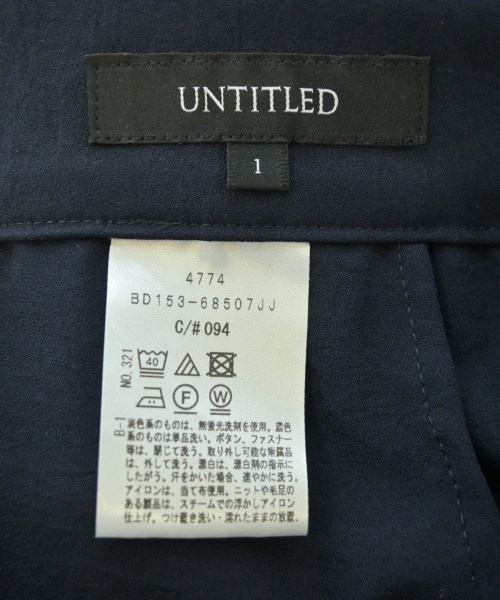 UNTITLED
1
4774
BD153-68507JJ
C/#094
NO.321
40
F W
B-1
淡色系のものは、無蛍光洗剤を使用。濃色
系のものは単品洗い。ボタン、ファスナー
等は、閉じて洗う。取り外し可能な附属品
は、外して洗う。漂白は、漂白剤の指示に
したがう。汗をかいた場合、速やかに洗う。
アイロンは、当て布使用。ニットや毛足の
ある製品は、スチームでの浮かしアイロン
仕上げ。つけ置き洗い・濡れたままの放置、